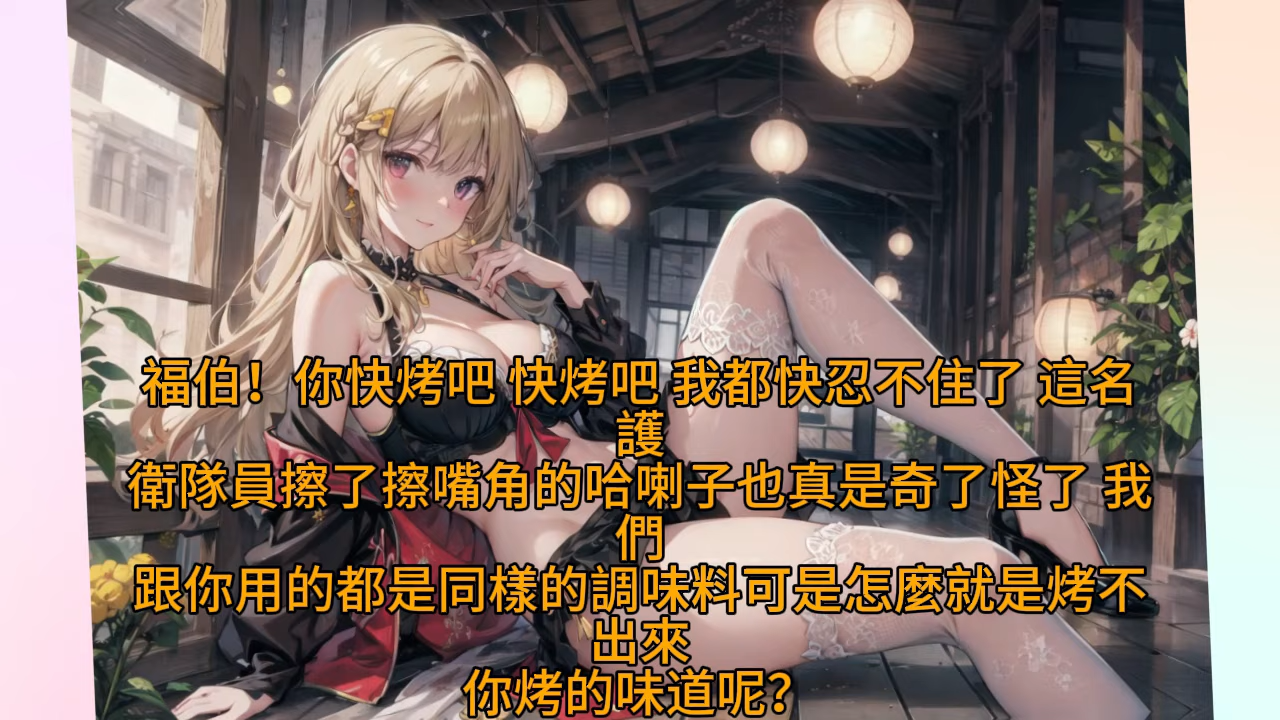 福伯！你快烤吧 快烤吧 我都快忍不住了 這名
護
衛隊員擦了擦嘴角的哈喇子也真是奇了怪了 我
們
跟你用的都是同樣的調味料可是怎麼就是烤不
出來
你烤的味道呢？